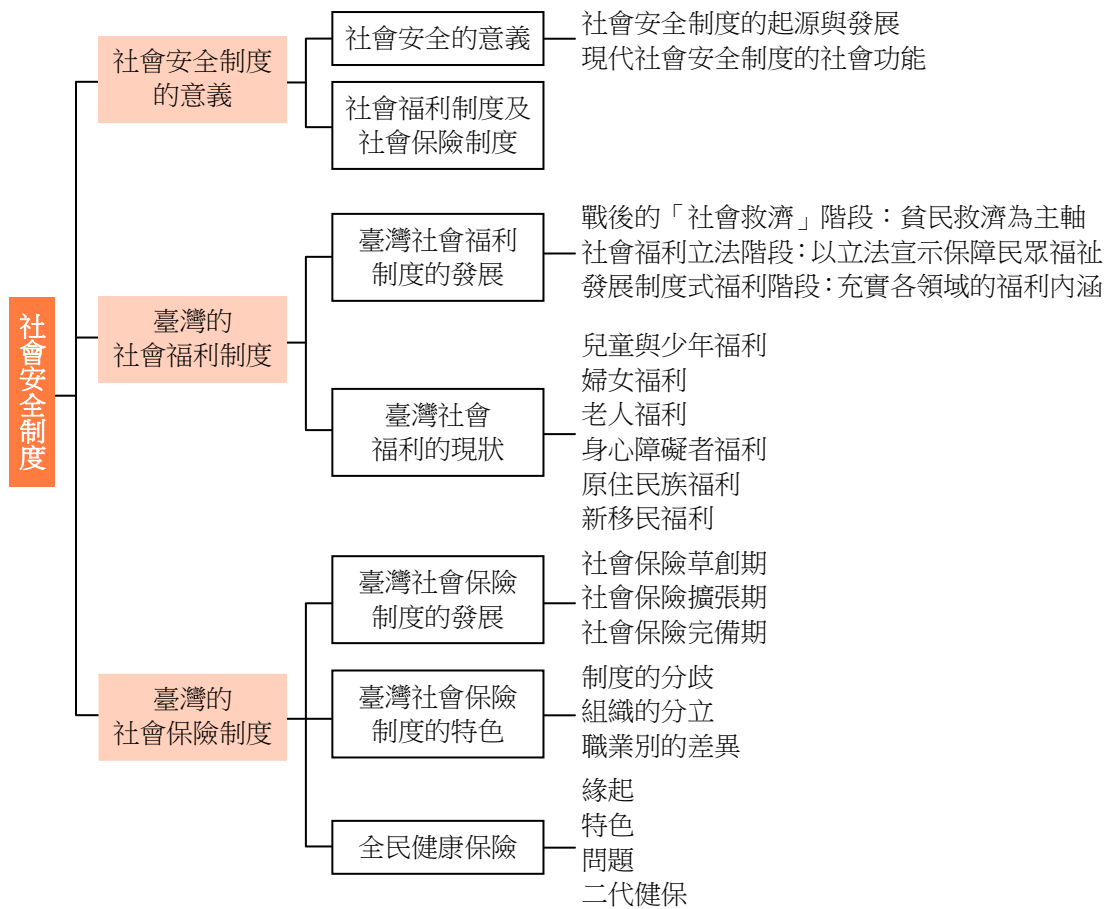 社會安全制度
社會安全制度
的意義
社會安全的意義
社會安全制度的起源與發展
現代社會安全制度的社會功能
社會福利制度及
社會保險制度
臺灣的
社會福利制度
臺灣社會福利
制度的發展
戰後的「社會救濟」階段：貧民救濟為主軸
社會福利立法階段：以立法宣示保障民眾福祉
發展制度式福利階段：充實各領域的福利內涵
臺灣社會
福利的現狀
兒童與少年福利
婦女福利
老人福利
身心障礙者福利
原住民族福利
新移民福利
臺灣的
社會保險制度
臺灣社會保險
制度的發展
社會保險草創期
社會保險擴張期
社會保險完備期
臺灣社會保險
制度的特色
制度的分歧
組織的分立
職業別的差異
全民健康保險
緣起
特色
問題
二代健保